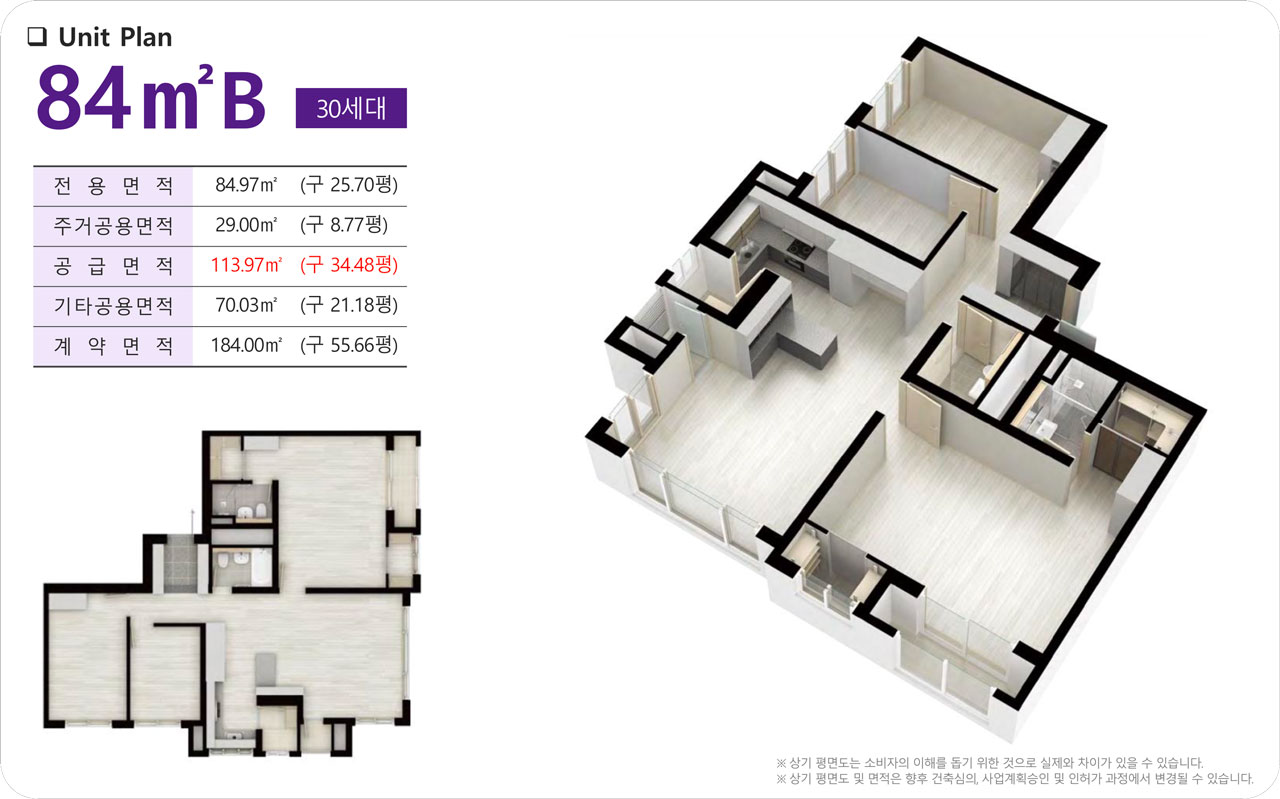 ❑ Unit Plan
84㎡ B 30세대
전 용 면 적 84.97㎡ (구 25.70평)
주거공용면적 29.00㎡ (구 8.77평)
공 급 면 적 113.97㎡ (구 34.48평)
기타공용면적 70.03㎡ (구 21.18평)
계 약 면 적 184.00㎡ (구 55.66평)
※ 상기 평면도는 소비자의 이해를 돕기 위한 것으로 실제와 차이가 있을 수 있습니다.
※ 상기 평면도 및 면적은 향후 건축심의, 사업계획승인 및 인허가 과정에서 변경될 수 있습니다.